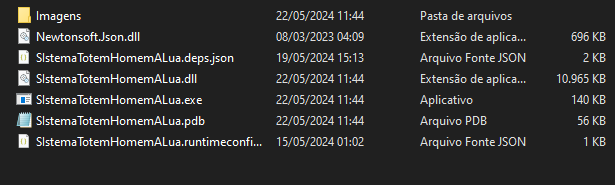 Imagens 22/05/2024 11:44 Pasta de arquivos
Newtonsoft.Json.dll 08/03/2023 04:09 Extensão de aplica... 696 KB
SIstemaTotemHomemALua.deps.json 19/05/2024 15:13 Arquivo Fonte JSON 2 KB
SIstemaTotemHomemALua.dll 22/05/2024 11:44 Extensão de aplica... 10.965 KB
SIstemaTotemHomemALua.exe 22/05/2024 11:44 Aplicativo 140 KB
SIstemaTotemHomemALua.pdb 22/05/2024 11:44 Arquivo PDB 56 KB
SIstemaTotemHomemALua.runtimeconfi... 15/05/2024 01:02 Arquivo Fonte JSON 1 KB